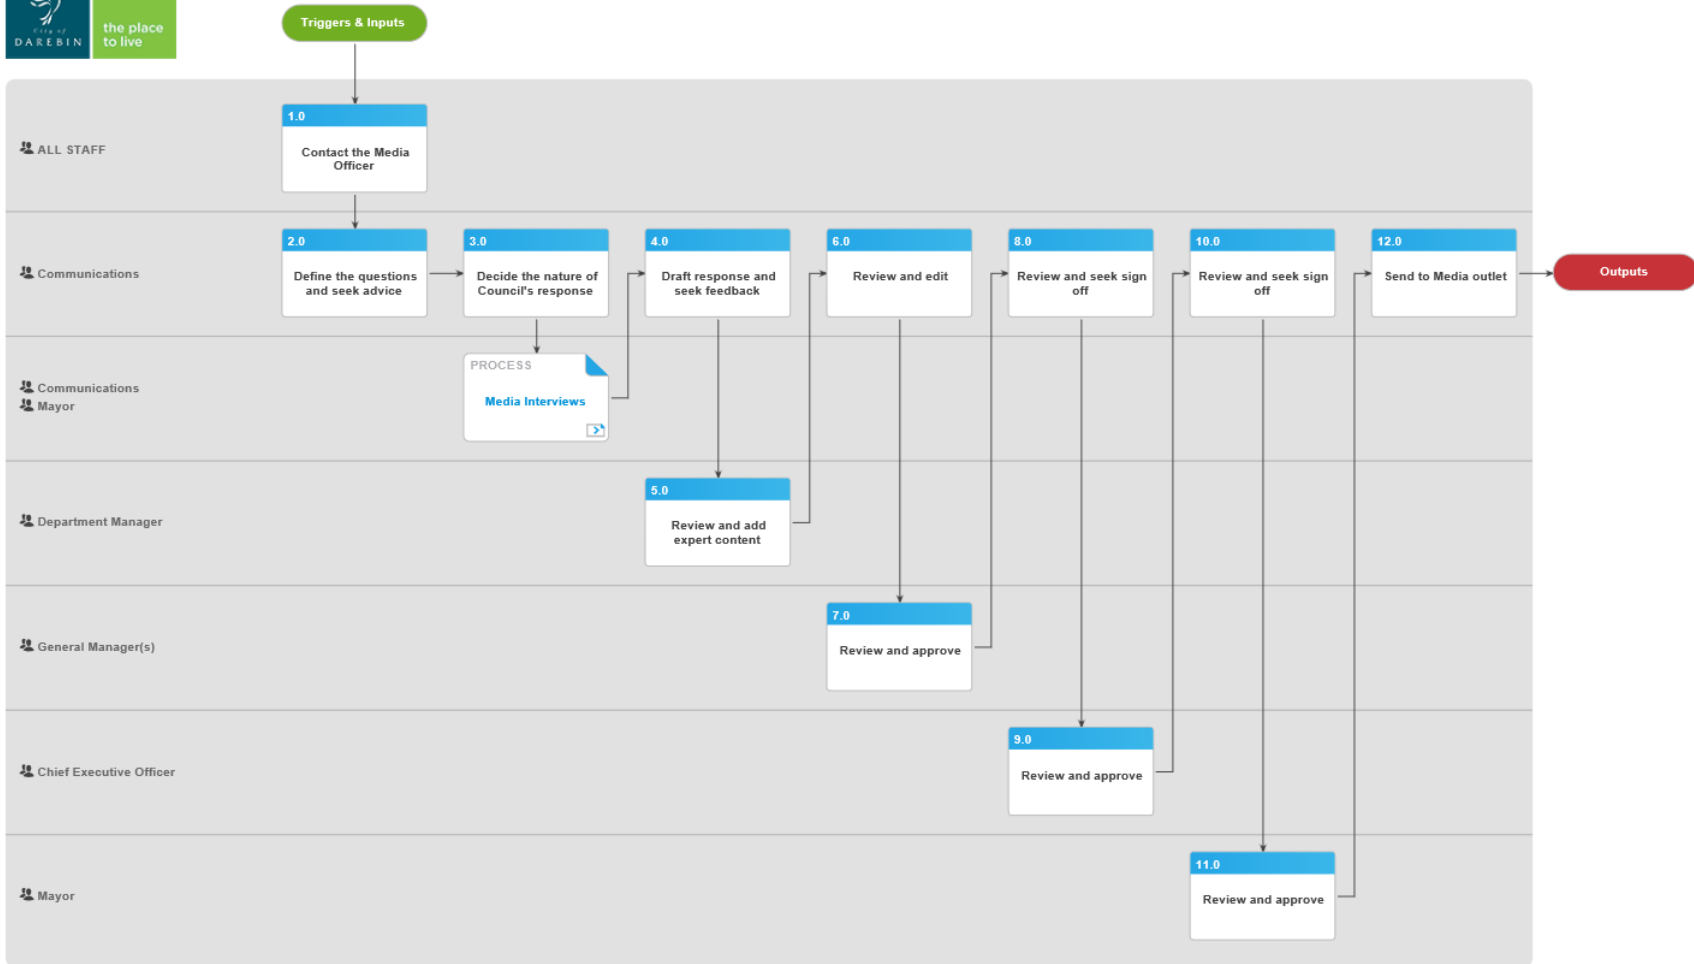 City of
DAREBIN
the place
to live
Triggers & Inputs
ALL STAFF
1.0
Contact the Media
Officer
Communications
2.0
Define the questions
and seek advice
3.0
Decide the nature of
Council's response
4.0
Draft response and
seek feedback
6.0
Review and edit
8.0
Review and seek sign
off
10.0
Review and seek sign
off
12.0
Send to Media outlet
Outputs
Communications
Mayor
PROCESS
Media Interviews
Department Manager
5.0
Review and add
expert content
General Manager(s)
7.0
Review and approve
Chief Executive Officer
9.0
Review and approve
Mayor
11.0
Review and approve